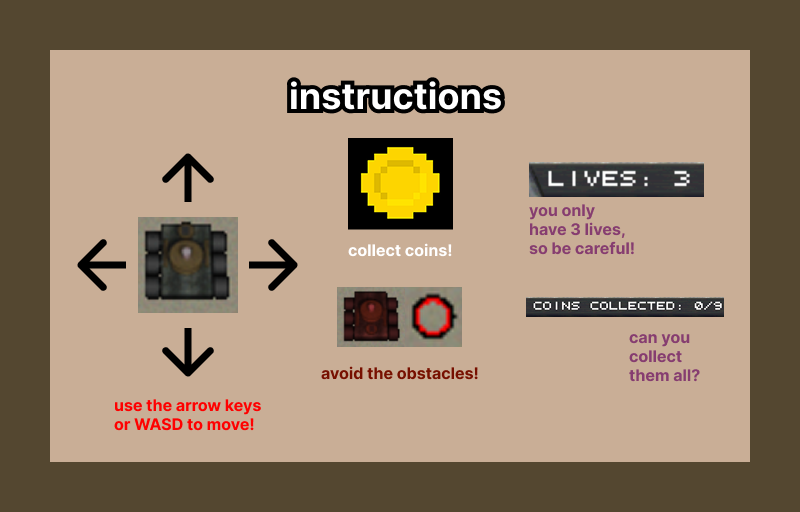 instructions
collect coins!
LIVES: 3
you only
have 3 lives,
so be careful!
COINS COLLECTED: 0/9
can you
collect
them all?
avoid the obstacles!
use the arrow keys
or WASD to move!